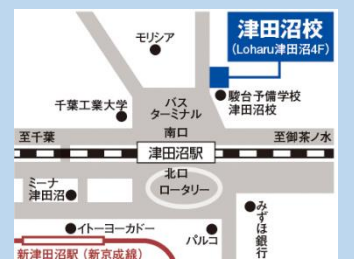 津田沼校
(Loharu津田沼4F)
モリシア
駿台予備学校
津田沼校
千葉工業大学
バス
ターミナル
南口
至千葉
至御茶ノ水
津田沼駅
北口
ロータリー
ミーナ
津田沼
みずほ銀行
イトーヨーカドー
パルコ
新津田沼駅(新京成線)